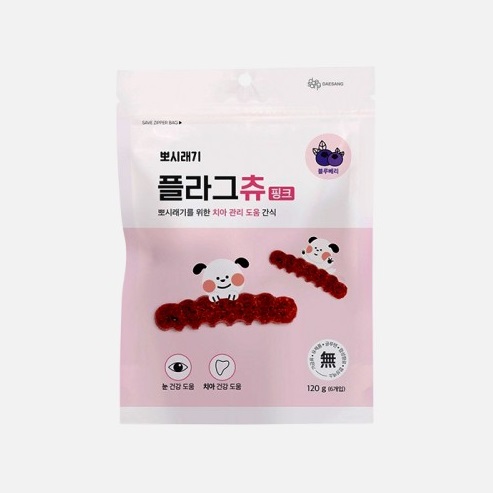 DAESANG
SAVE ZIPPER BAG ▶
뽀시래기
블루베리
플라그츄 핑크
뽀시래기를 위한 치아 관리 도움 간식
無
눈 건강 도움
치아 건강 도움
120 g (6개입)